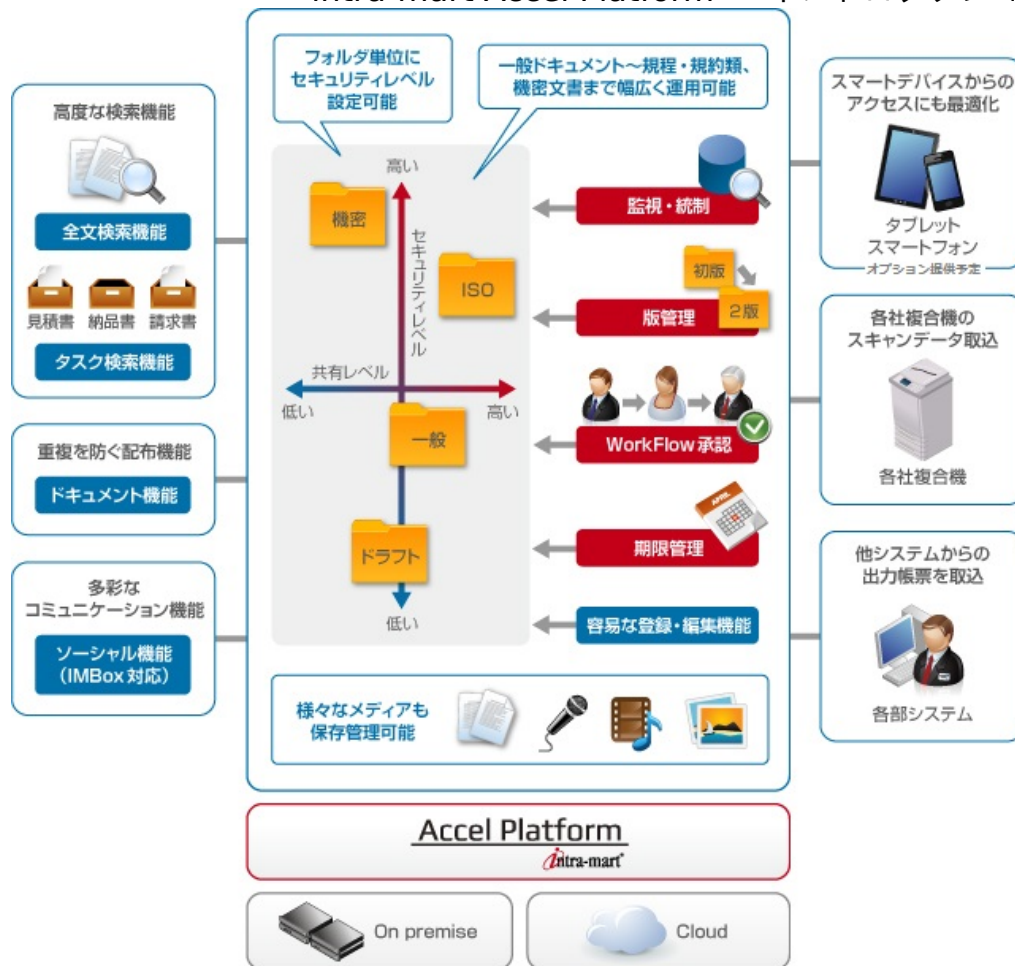 intra-mart Accel Platform
フォルダ単位に
セキュリティレベル
設定可能
一般ドキュメント～規程・規約類、
機密文書まで幅広く運用可能
高度な検索機能
全文検索機能
見積書 納品書 請求書
タスク検索機能
重複を防ぐ配布機能
ドキュメント機能
多彩な
コミュニケーション機能
ソーシャル機能
（IMBox対応）
高い
機密
セキュリティレベル
ISO
共有レベル
低い
高い
一般
ドラフト
低い
監視・統制
初版
2版
版管理
WorkFlow承認
APRIL
期限管理
容易な登録・編集機能
様々なメディアも
保存管理可能
スマートデバイスからの
アクセスにも最適化
タブレット
スマートフォン
オプション提供予定
各社複合機の
スキャンデータ取込
各社複合機
他システムからの
出力帳票を取込
各部システム
Accel Platform
intra-mart
On premise
Cloud